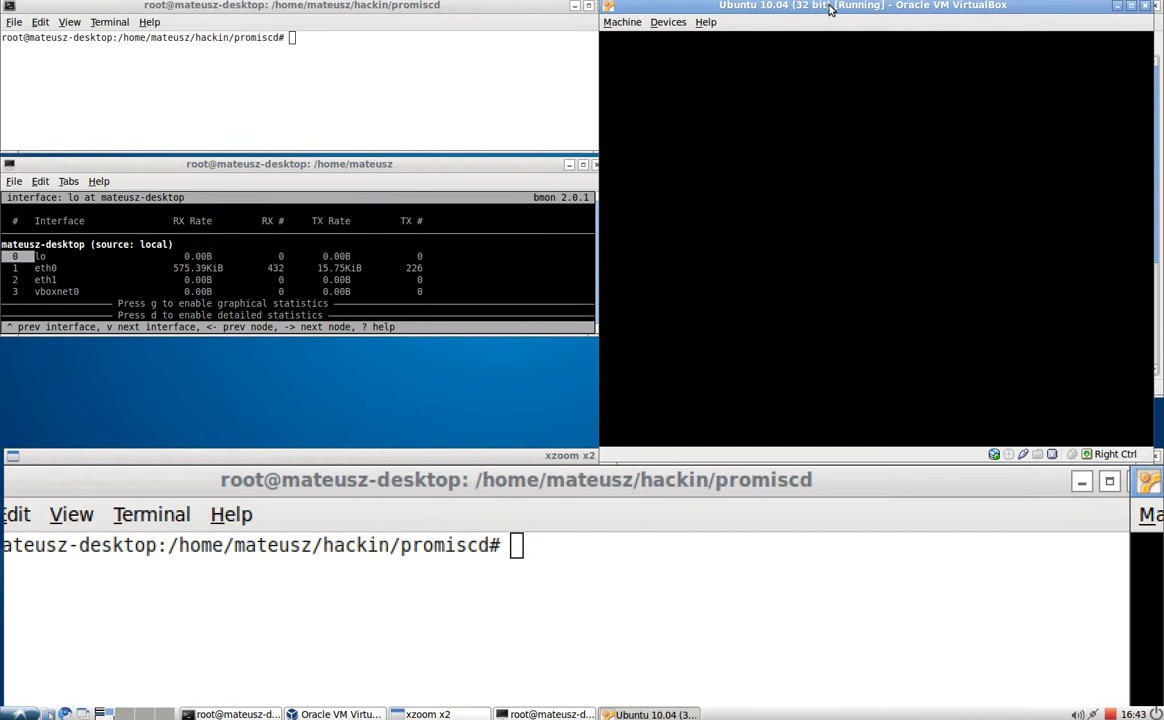 root@mateusz-desktop: /home/mateusz/hackin/promiscd
File Edit View Terminal Help
root@mateusz-desktop:/home/mateusz/hackin/promiscd#
root@mateusz-desktop: /home/mateusz
File Edit Tabs Help
interface: lo at mateusz-desktop bmon 2.0.1
# Interface RX Rate RX # TX Rate TX #
mateusz-desktop (source: local)
0 lo 0.00B 0 0.00B 0
1 eth0 575.39KiB 432 15.75KiB 226
2 eth1 0.00B 0 0.00B 0
3 vboxnet0 0.00B 0 0.00B 0
Press g to enable graphical statistics
Press d to enable detailed statistics
^ prev interface, v next interface, <- prev node, -> next node, ? help
Ubuntu 10.04 (32 bit) [Running] - Oracle VM VirtualBox
Machine Devices Help
Right Ctrl
xzoom x2
root@mateusz-desktop: /home/mateusz/hackin/promiscd
Edit View Terminal Help
Ma
ateusz-desktop:/home/mateusz/hackin/promiscd#
root@mateusz-d... Oracle VM Virtu... xzoom x2 root@mateusz-d... Ubuntu 10.04 (3... 16:43